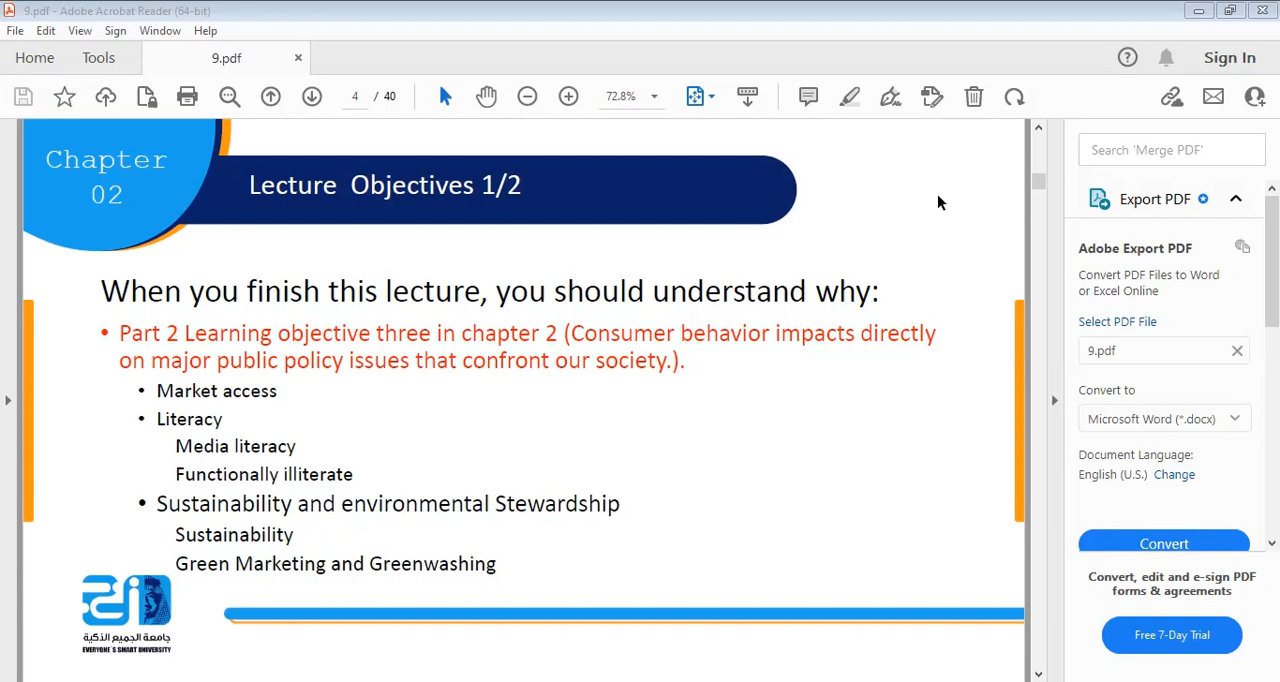 9.pdf - Adobe Acrobat Reader (64-bit)
File Edit View Sign Window Help
Home Tools 9.pdf × Sign In
4 / 40 72.8%
Chapter
02
Lecture Objectives 1/2
When you finish this lecture, you should understand why:
• Part 2 Learning objective three in chapter 2 (Consumer behavior impacts directly
on major public policy issues that confront our society.).
• Market access
• Literacy
Media literacy
Functionally illiterate
• Sustainability and environmental Stewardship
Sustainability
Green Marketing and Greenwashing
جامعة الجميع الذكية
EVERYONE'S SMART UNIVERSITY
Search 'Merge PDF'
Export PDF
Adobe Export PDF
Convert PDF Files to Word
or Excel Online
Select PDF File
9.pdf
Convert to
Microsoft Word (*.docx)
Document Language:
English (U.S.) Change
Convert
Convert, edit and e-sign PDF
forms & agreements
Free 7-Day Trial